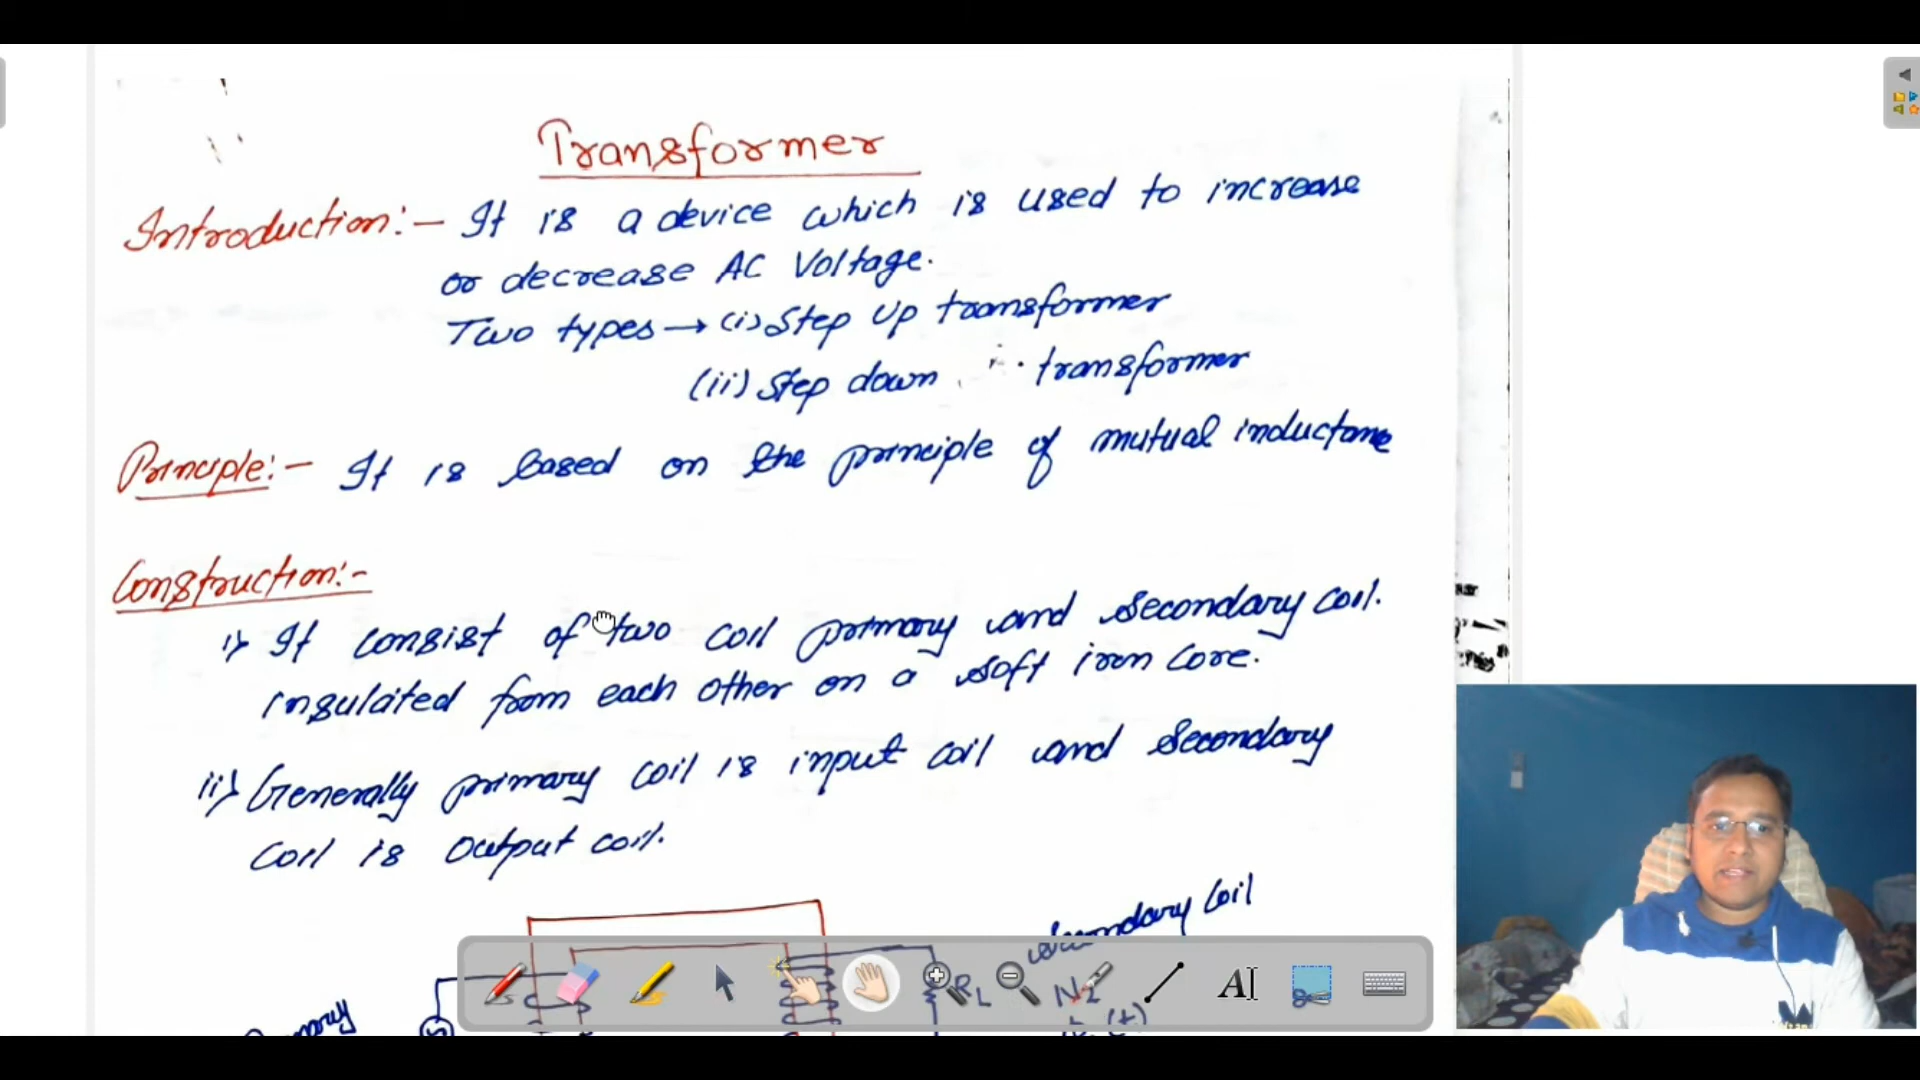 Transformer
Introduction:- It is a device which is used to increase
or decrease AC Voltage.
Two types → (i) Step Up transformer
(ii) Step down transformer
Principle:- It is based on the principle of mutual inductance
Construction:-
i) It consist of two coil primary and secondary coil.
insulated from each other on a soft iron core.
ii) Generally primary coil is input coil and secondary
coil is output coil.
secondary coil
RL
N2
(t)
A
W